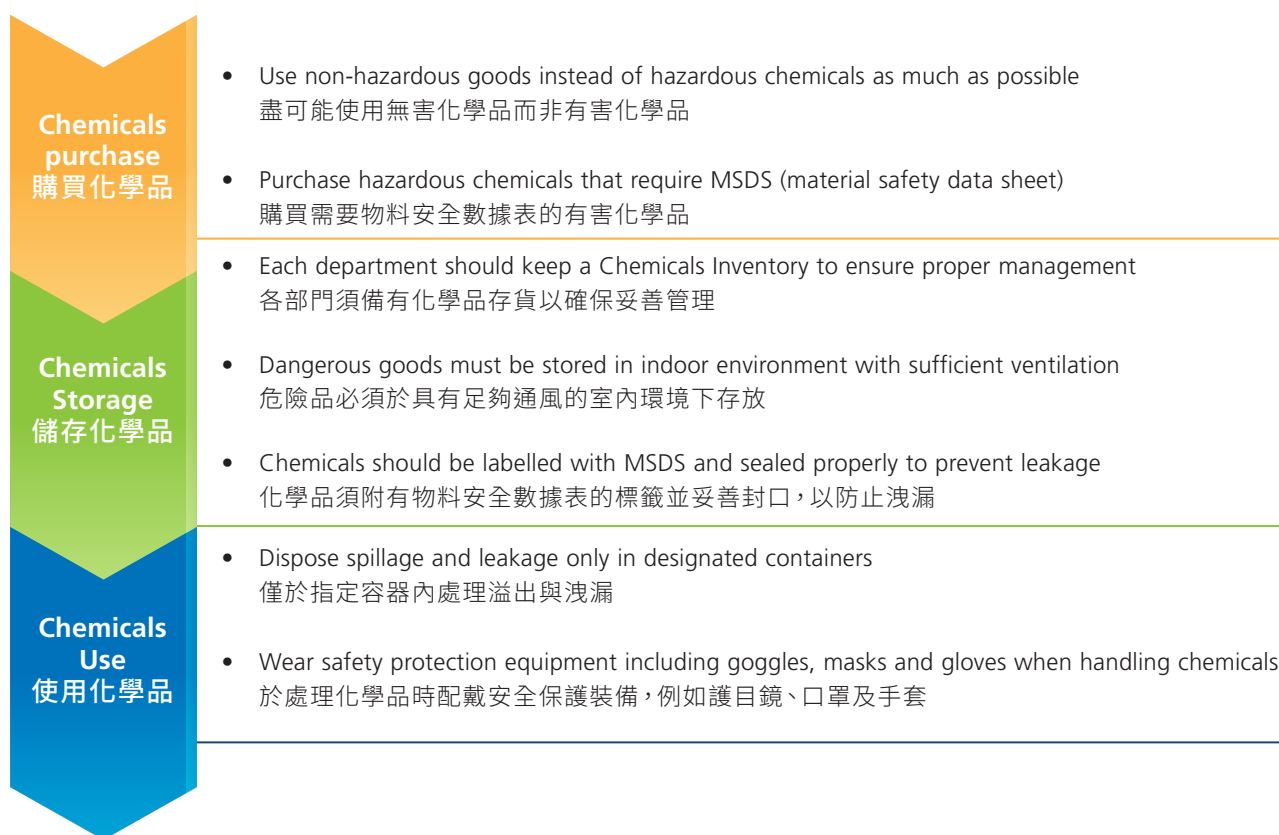 Chemicals
purchase
購買化學品
• Use non-hazardous goods instead of hazardous chemicals as much as possible
盡可能使用無害化學品而非有害化學品
• Purchase hazardous chemicals that require MSDS (material safety data sheet)
購買需要物料安全數據表的有害化學品
Chemicals
Storage
儲存化學品
• Each department should keep a Chemicals Inventory to ensure proper management
各部門須備有化學品存貨以確保妥善管理
• Dangerous goods must be stored in indoor environment with sufficient ventilation
危險品必須於具有足夠通風的室內環境下存放
• Chemicals should be labelled with MSDS and sealed properly to prevent leakage
化學品須附有物料安全數據表的標籤並妥善封口，以防止洩漏
Chemicals
Use
使用化學品
• Dispose spillage and leakage only in designated containers
僅於指定容器內處理溢出與洩漏
• Wear safety protection equipment including goggles, masks and gloves when handling chemicals
於處理化學品時配戴安全保護裝備，例如護目鏡、口罩及手套